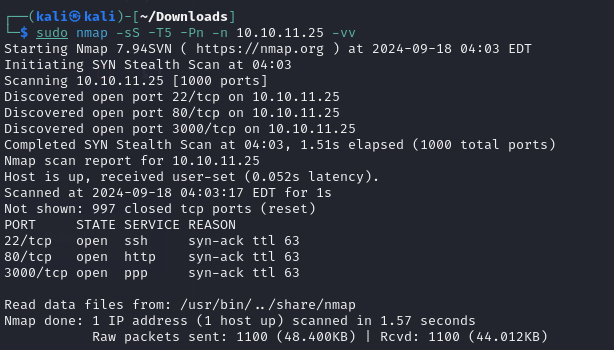 ┌──(kali㉿kali)-[~/Downloads]
└─$ sudo nmap -sS -T5 -Pn -n 10.10.11.25 -vv
Starting Nmap 7.94SVN ( https://nmap.org ) at 2024-09-18 04:03 EDT
Initiating SYN Stealth Scan at 04:03
Scanning 10.10.11.25 [1000 ports]
Discovered open port 22/tcp on 10.10.11.25
Discovered open port 80/tcp on 10.10.11.25
Discovered open port 3000/tcp on 10.10.11.25
Completed SYN Stealth Scan at 04:03, 1.51s elapsed (1000 total ports)
Nmap scan report for 10.10.11.25
Host is up, received user-set (0.052s latency).
Scanned at 2024-09-18 04:03:17 EDT for 1s
Not shown: 997 closed tcp ports (reset)
PORT     STATE SERVICE REASON
22/tcp   open  ssh     syn-ack ttl 63
80/tcp   open  http    syn-ack ttl 63
3000/tcp open  ppp     syn-ack ttl 63
Read data files from: /usr/bin/../share/nmap
Nmap done: 1 IP address (1 host up) scanned in 1.57 seconds
           Raw packets sent: 1100 (48.400KB) | Rcvd: 1100 (44.012KB)